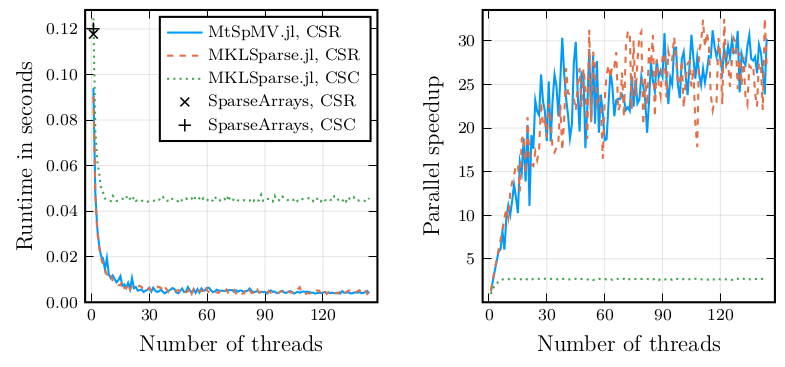 0.12
0.10
0.08
0.06
0.04
0.02
0.00
0
30
60
90
120
Runtime in seconds
Number of threads
MtSpMV.jl, CSR
MKLSparse.jl, CSR
MKLSparse.jl, CSC
SparseArrays, CSR
SparseArrays, CSC
30
25
20
15
10
5
0
30
60
90
120
Parallel speedup
Number of threads